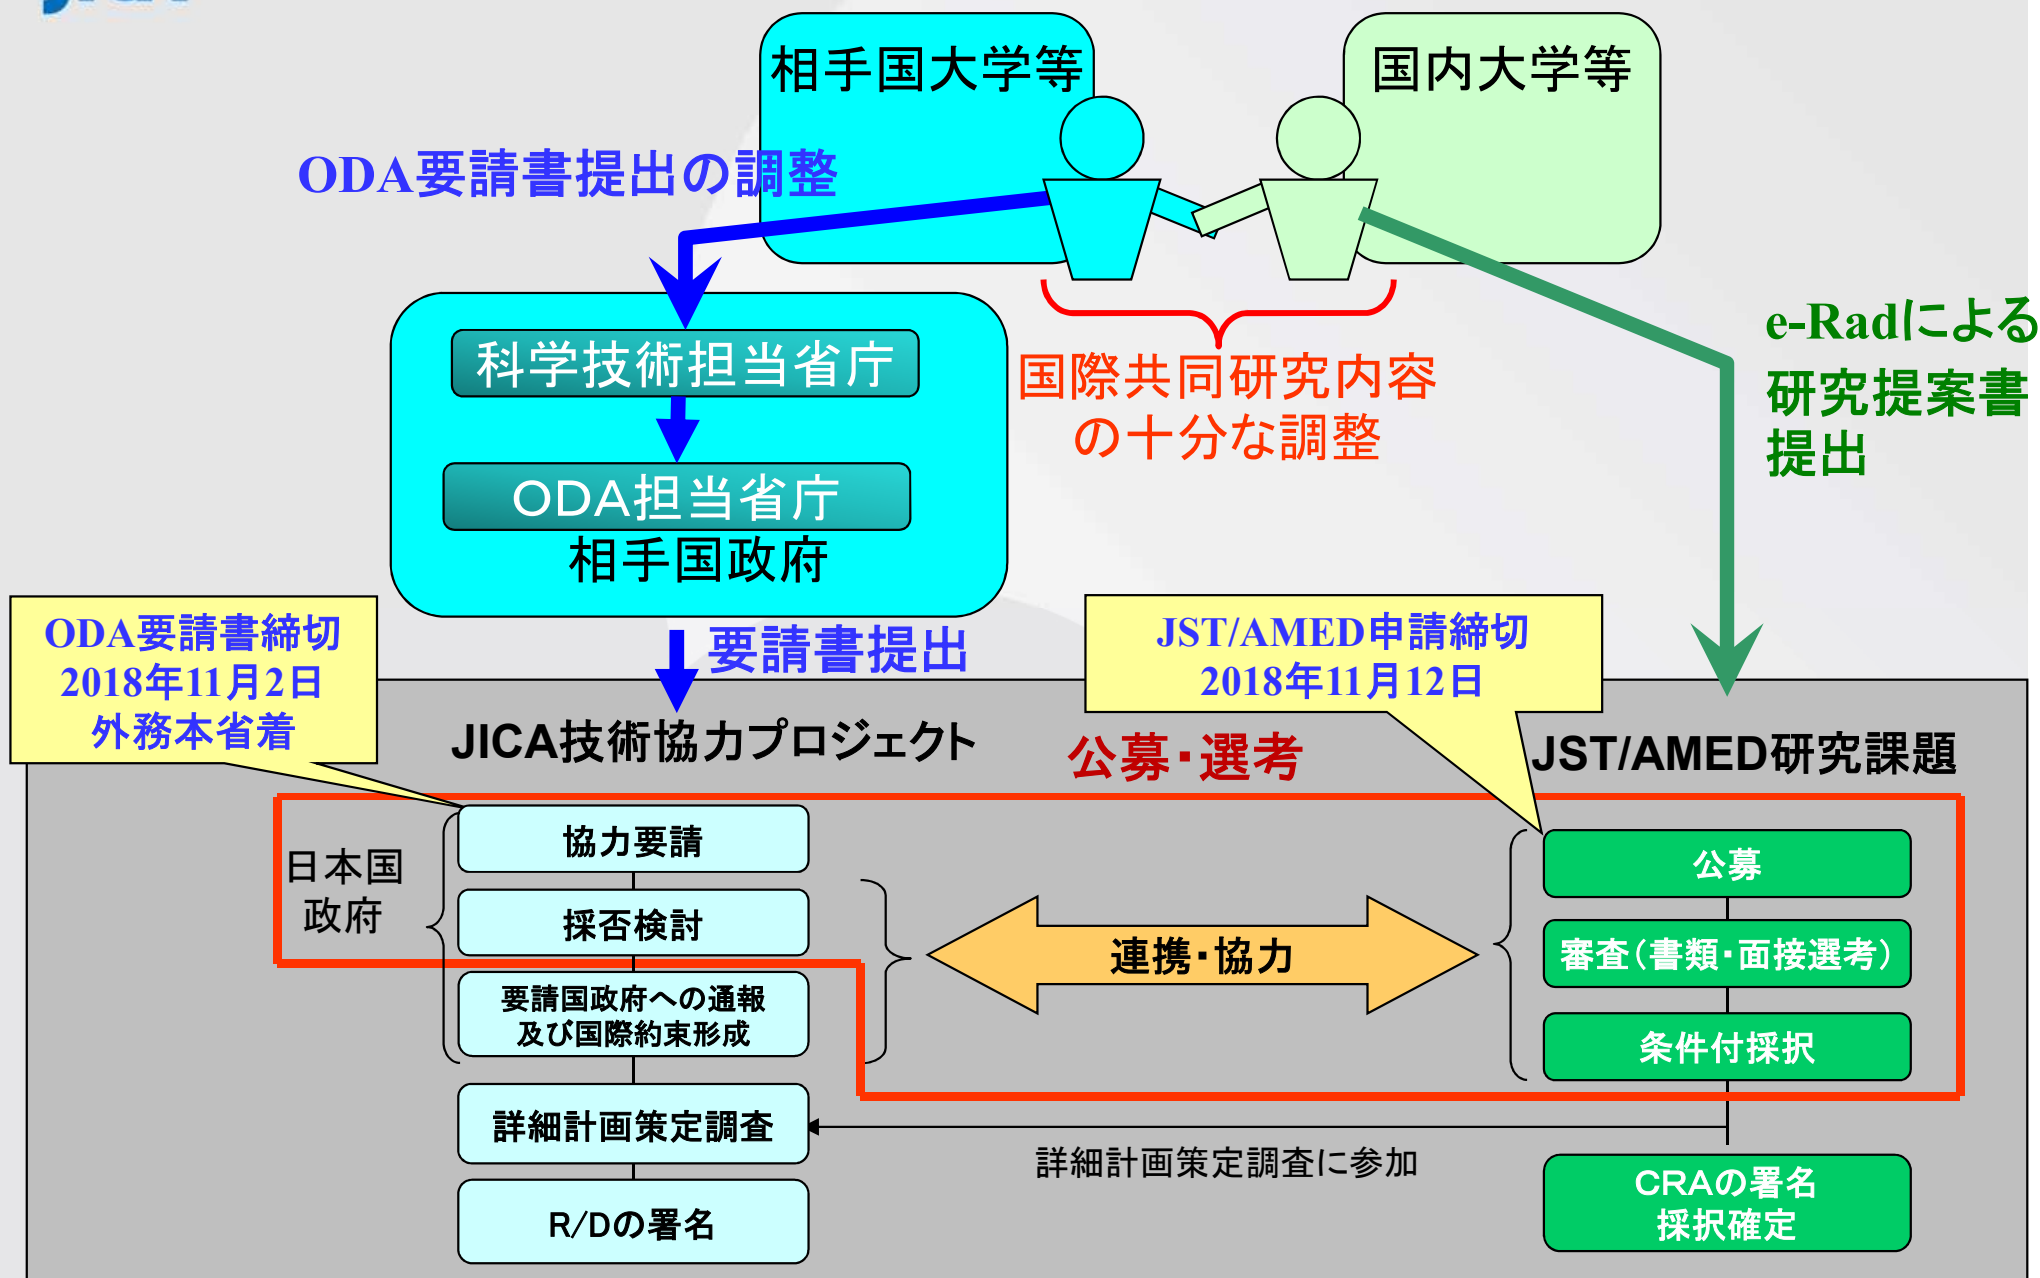 相手国大学等
国内大学等
ODA要請書提出の調整
科学技術担当省庁
ODA担当省庁
相手国政府
国際共同研究内容
の十分な調整
e-Radによる
研究提案書
提出
ODA要請書締切
2018年11月2日
外務本省着
要請書提出
JST/AMED申請締切
2018年11月12日
JICA技術協力プロジェクト
公募・選考
JST/AMED研究課題
日本国
政府
協力要請
採否検討
要請国政府への通報
及び国際約束形成
詳細計画策定調査
R/Dの署名
連携・協力
公募
審査(書類・面接選考)
条件付採択
詳細計画策定調査に参加
CRAの署名
採択確定